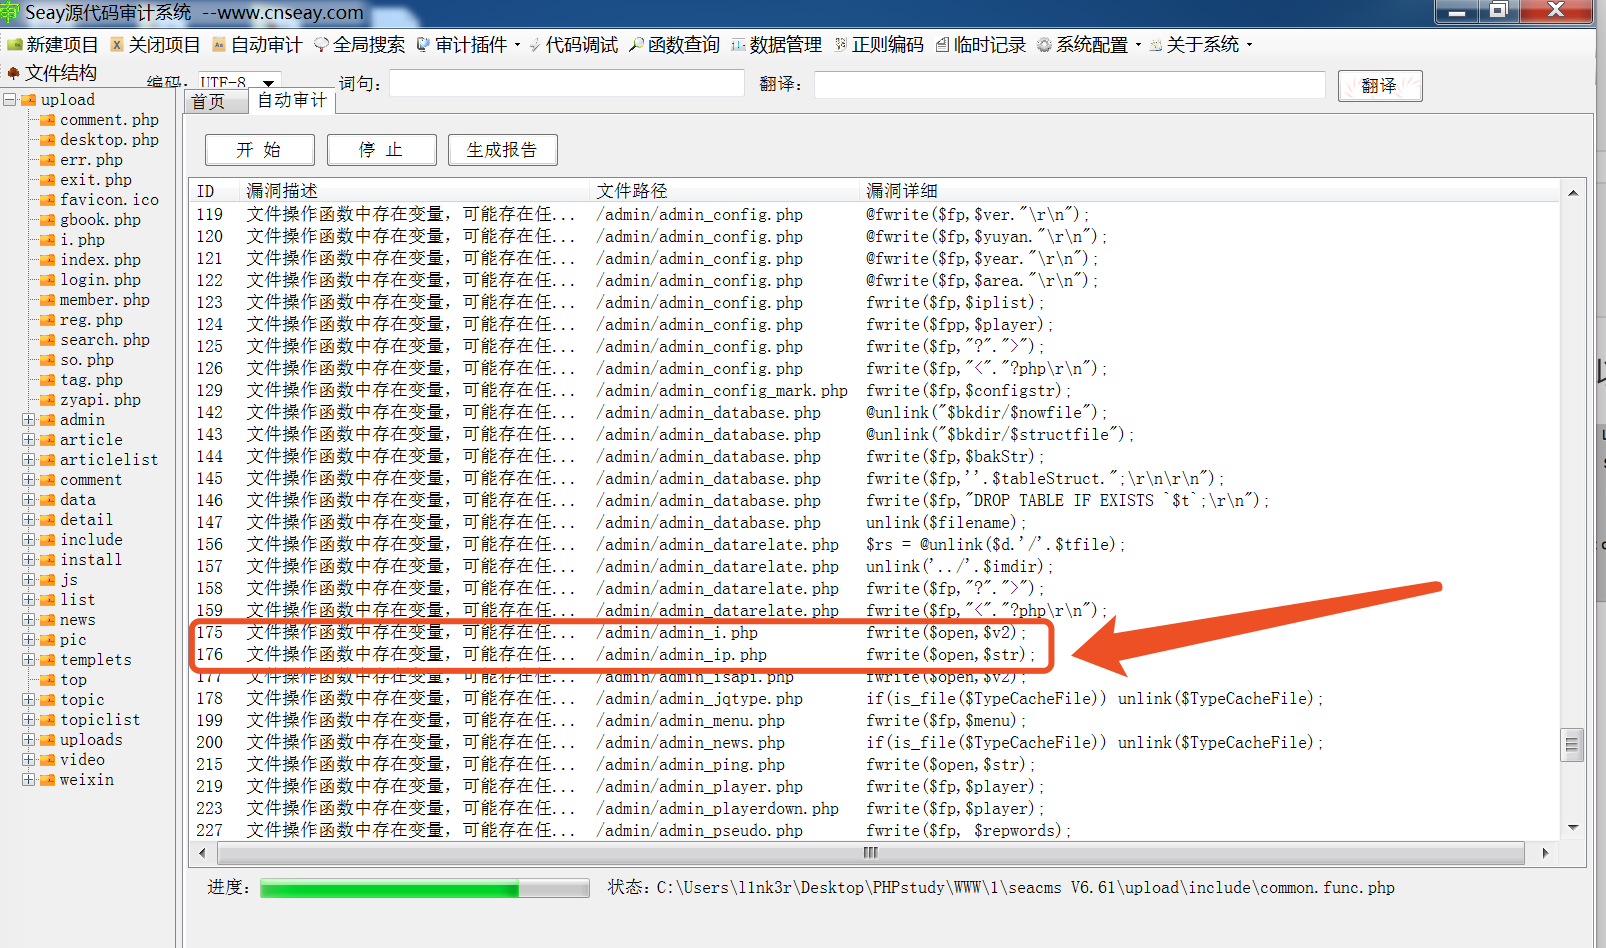 Seay源代码审计系统 --www.cnseay.com
新建项目 关闭项目 自动审计 全局搜索 审计插件 代码调试 函数查询 数据管理 正则编码 临时记录 系统配置 关于系统
文件结构 编码: UTF-8 词句: 翻译: 翻译
首页 自动审计
upload
comment.php
desktop.php
err.php
exit.php
favicon.ico
gbook.php
i.php
index.php
login.php
member.php
reg.php
search.php
so.php
tag.php
zyapi.php
admin
article
articlelist
comment
data
detail
include
install
js
list
news
pic
templets
top
topic
topiclist
uploads
video
weixin
开 始 停 止 生成报告
ID 漏洞描述 文件路径 漏洞详细
119 文件操作函数中存在变量，可能存在任... /admin/admin_config.php @fwrite($fp,$ver."\r\n");
120 文件操作函数中存在变量，可能存在任... /admin/admin_config.php @fwrite($fp,$yuyan."\r\n");
121 文件操作函数中存在变量，可能存在任... /admin/admin_config.php @fwrite($fp,$year."\r\n");
122 文件操作函数中存在变量，可能存在任... /admin/admin_config.php @fwrite($fp,$area."\r\n");
123 文件操作函数中存在变量，可能存在任... /admin/admin_config.php fwrite($fp,$iplist);
124 文件操作函数中存在变量，可能存在任... /admin/admin_config.php fwrite($fpp,$player);
125 文件操作函数中存在变量，可能存在任... /admin/admin_config.php fwrite($fp,"?".">");
126 文件操作函数中存在变量，可能存在任... /admin/admin_config.php fwrite($fp,"<"."?php\r\n");
129 文件操作函数中存在变量，可能存在任... /admin/admin_config_mark.php fwrite($fp,$configstr);
142 文件操作函数中存在变量，可能存在任... /admin/admin_database.php @unlink("$bkdir/$nowfile");
143 文件操作函数中存在变量，可能存在任... /admin/admin_database.php @unlink("$bkdir/$structfile");
144 文件操作函数中存在变量，可能存在任... /admin/admin_database.php fwrite($fp,$bakStr);
145 文件操作函数中存在变量，可能存在任... /admin/admin_database.php fwrite($fp,''.$tableStruct.";\r\n\r\n");
146 文件操作函数中存在变量，可能存在任... /admin/admin_database.php fwrite($fp,"DROP TABLE IF EXISTS `$t`;\r\n");
147 文件操作函数中存在变量，可能存在任... /admin/admin_database.php unlink($filename);
156 文件操作函数中存在变量，可能存在任... /admin/admin_datarelate.php $rs = @unlink($d.'/'.$tfile);
157 文件操作函数中存在变量，可能存在任... /admin/admin_datarelate.php unlink('../'.$imdir);
158 文件操作函数中存在变量，可能存在任... /admin/admin_datarelate.php fwrite($fp,"?".">");
159 文件操作函数中存在变量，可能存在任... /admin/admin_datarelate.php fwrite($fp,"<"."?php\r\n");
175 文件操作函数中存在变量，可能存在任... /admin/admin_i.php fwrite($open,$v2);
176 文件操作函数中存在变量，可能存在任... /admin/admin_ip.php fwrite($open,$str);
177 文件操作函数中存在变量，可能存在任... /admin/admin_isapi.php fwrite($open,$v2);
178 文件操作函数中存在变量，可能存在任... /admin/admin_jqtype.php if(is_file($TypeCacheFile)) unlink($TypeCacheFile);
199 文件操作函数中存在变量，可能存在任... /admin/admin_menu.php fwrite($fp,$menu);
200 文件操作函数中存在变量，可能存在任... /admin/admin_news.php if(is_file($TypeCacheFile)) unlink($TypeCacheFile);
215 文件操作函数中存在变量，可能存在任... /admin/admin_ping.php fwrite($open,$str);
219 文件操作函数中存在变量，可能存在任... /admin/admin_player.php fwrite($fp,$player);
223 文件操作函数中存在变量，可能存在任... /admin/admin_playerdown.php fwrite($fp,$player);
227 文件操作函数中存在变量，可能存在任... /admin/admin_pseudo.php fwrite($fp, $repwords);
进度: 状态: C:\Users\l1nk3r\Desktop\PHPstudy\WWW\1\seacms V6.61\upload\include\common.func.php